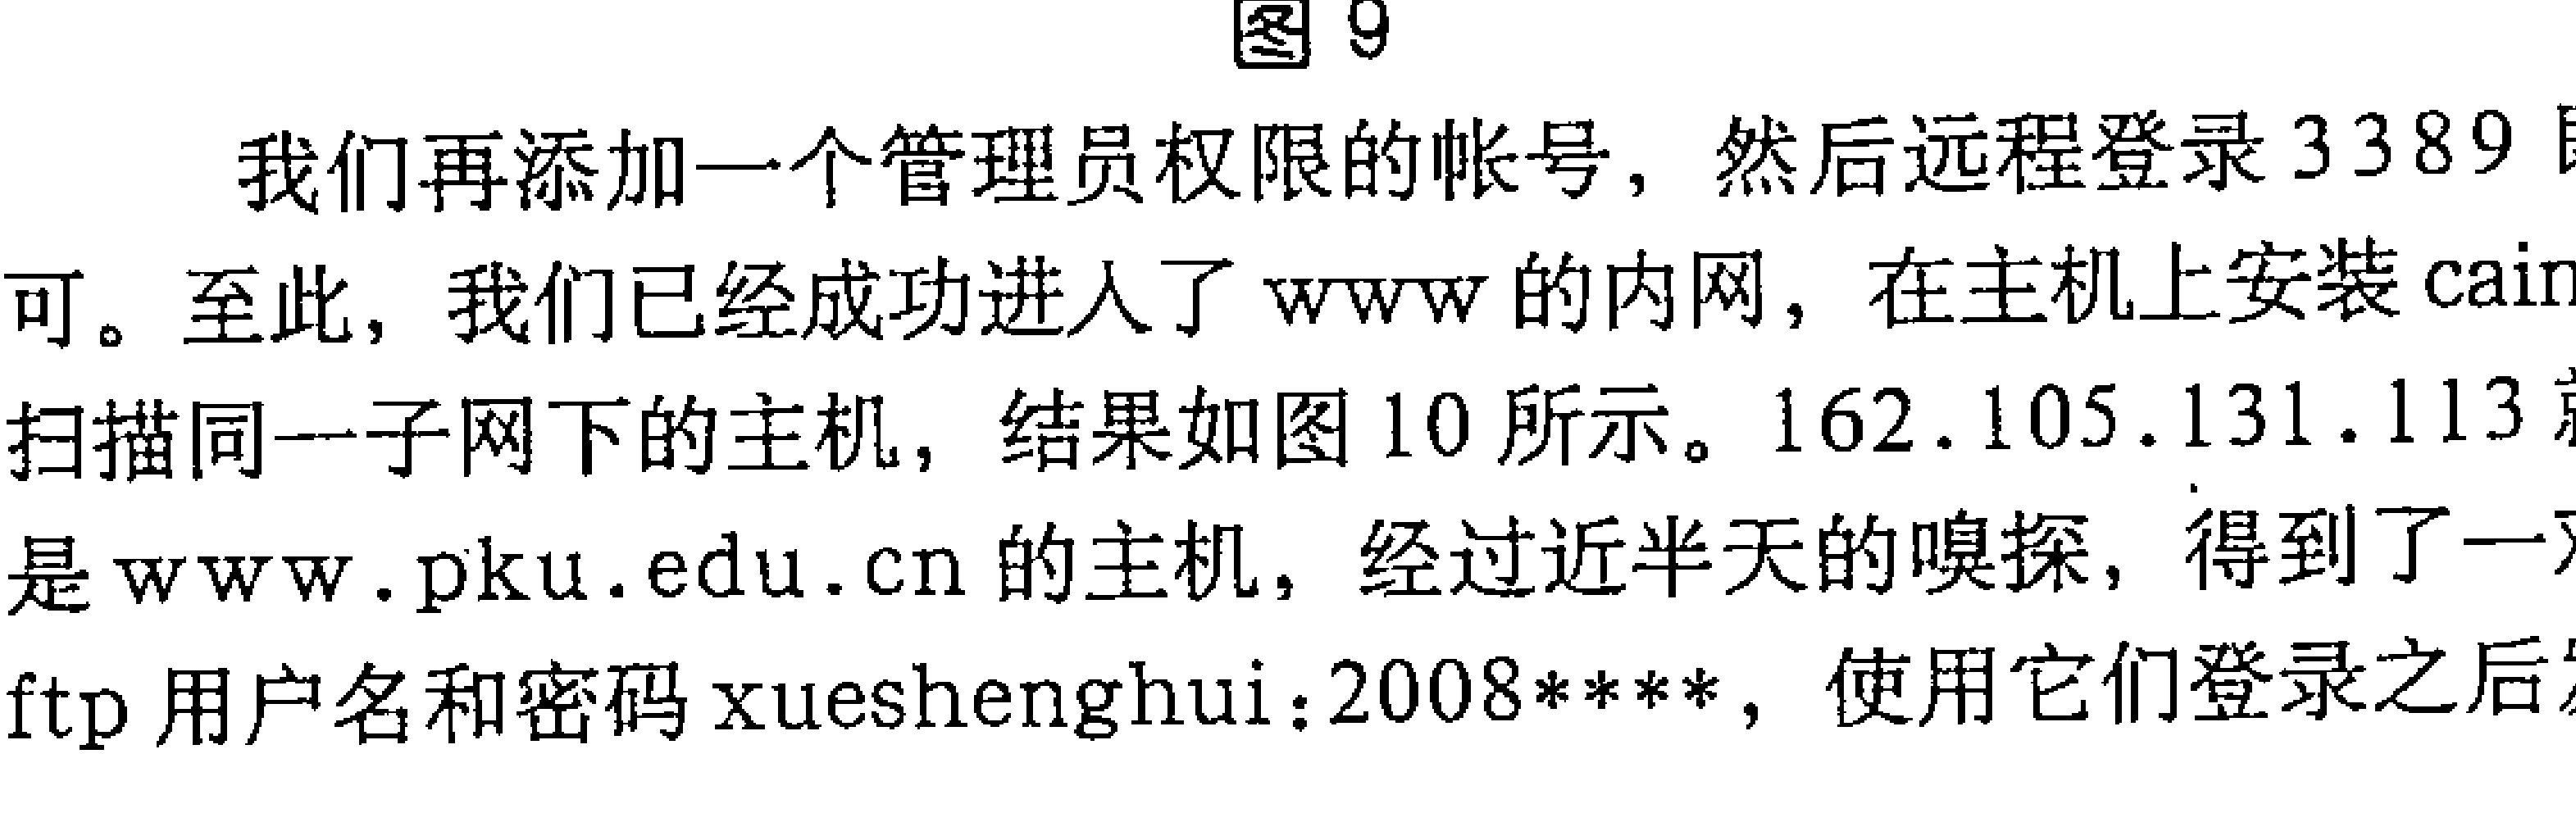 图 9
我们再添加一个管理员权限的帐号，然后远程登录 3389
可。至此，我们已经成功进入了 www 的内网，在主机上安装 cain
扫描同一子网下的主机，结果如图 10 所示。162.105.131.113
是 www.pku.edu.cn 的主机，经过近半天的嗅探，得到了一
ftp 用户名和密码 xueshenghui:2008****，使用它们登录之后